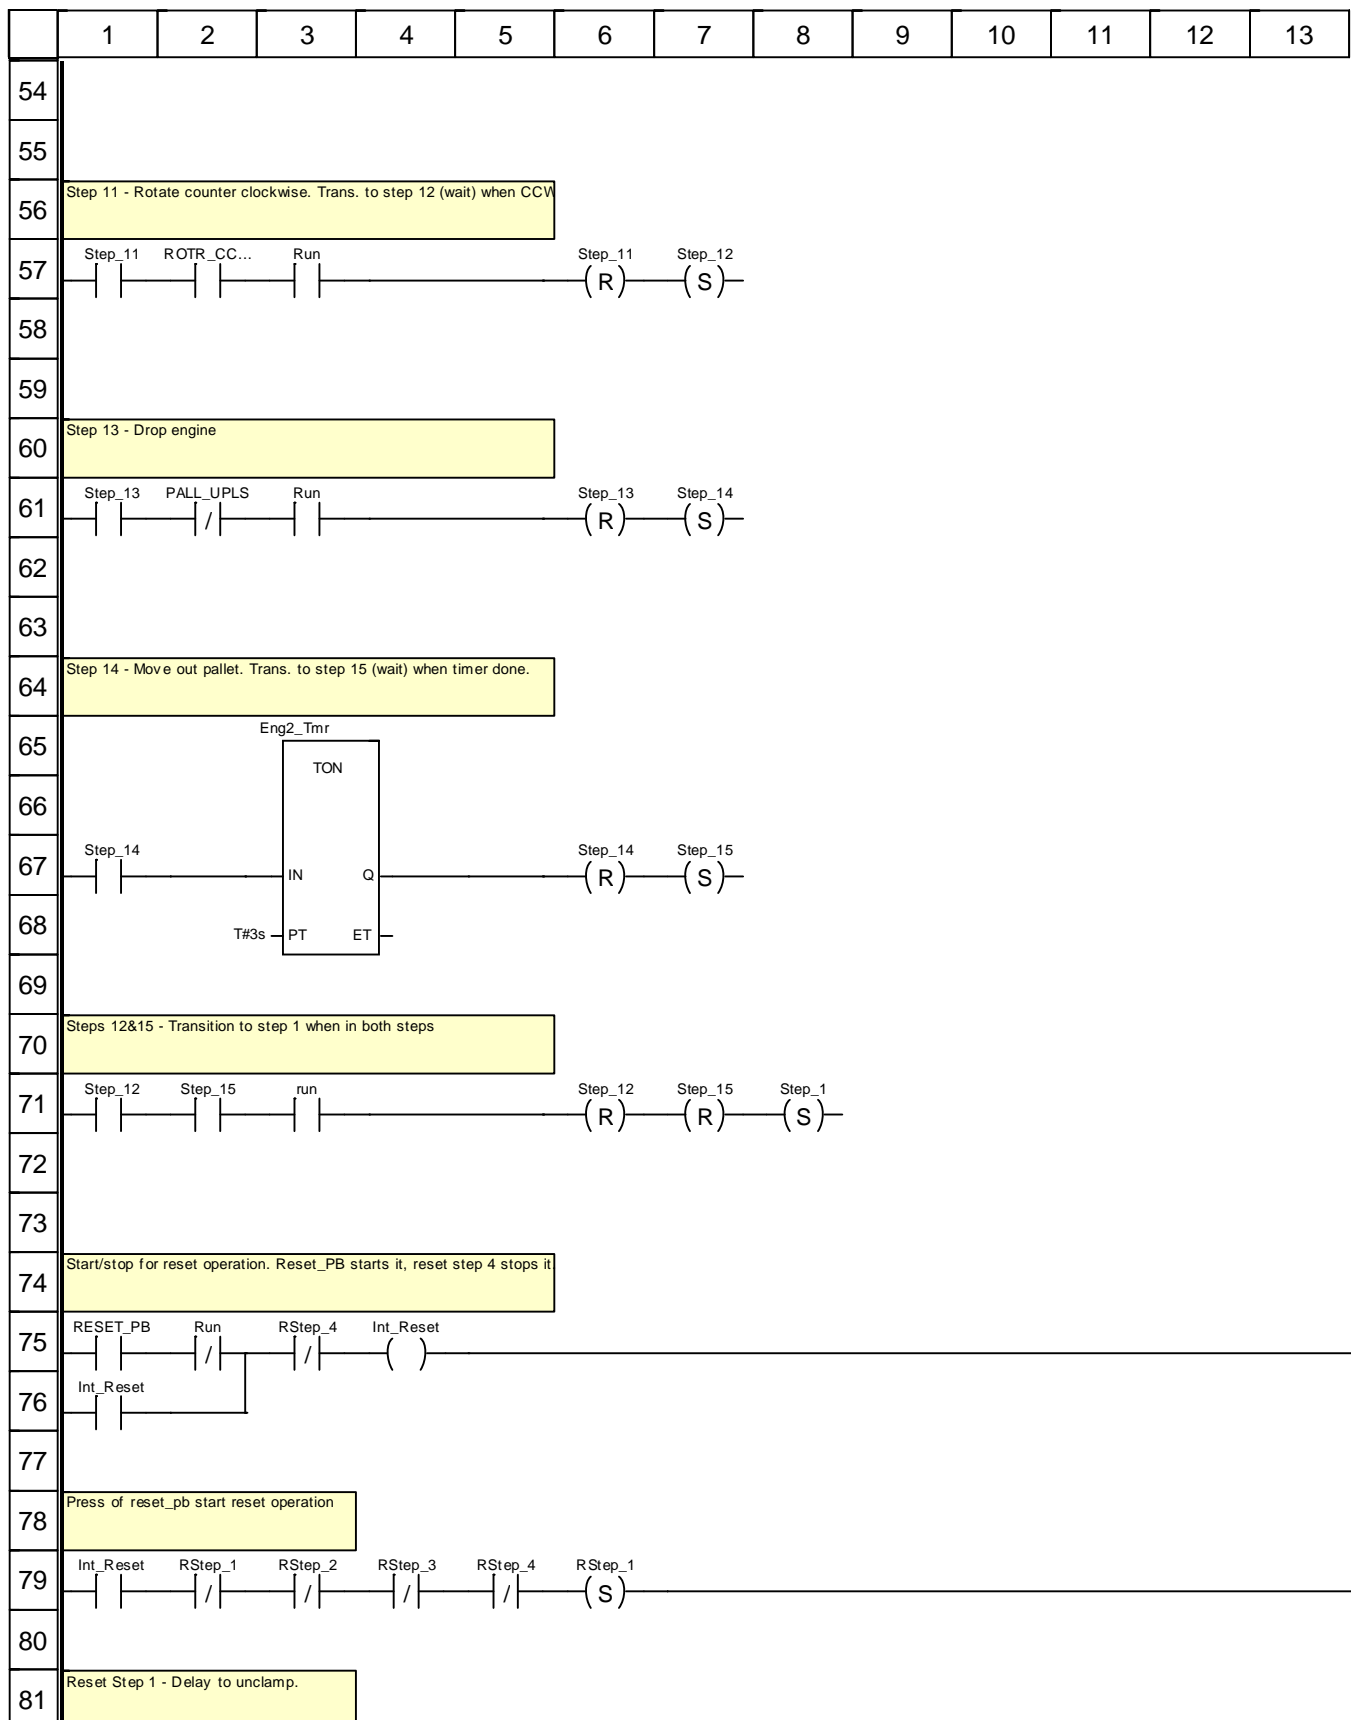 1 2 3 4 5 6 7 8 9 10 11 12 13
54
55
56 Step 11 - Rotate counter clockwise. Trans. to step 12 (wait) when CCW
Step_11 ROTR_CC... Run Step_11 Step_12
57 R S
58
59
60 Step 13 - Drop engine
Step_13 PALL_UPLS Run Step_13 Step_14
61 / R S
62
63
64 Step 14 - Move out pallet. Trans. to step 15 (wait) when timer done.
Eng2_Tmr
65
TON
66
Step_14 Step_14 Step_15
67 IN Q R S
68 T#3s PT ET
69
70 Steps 12&15 - Transition to step 1 when in both steps
Step_12 Step_15 run Step_12 Step_15 Step_1
71 R R S
72
73
74 Start/stop for reset operation. Reset_PB starts it, reset step 4 stops it.
RESET_PB Run RStep_4 Int_Reset
75 / /
Int_Reset
76
77
78 Press of reset_pb start reset operation
Int_Reset RStep_1 RStep_2 RStep_3 RStep_4 RStep_1
79 / / / / S
80
81 Reset Step 1 - Delay to unclamp.